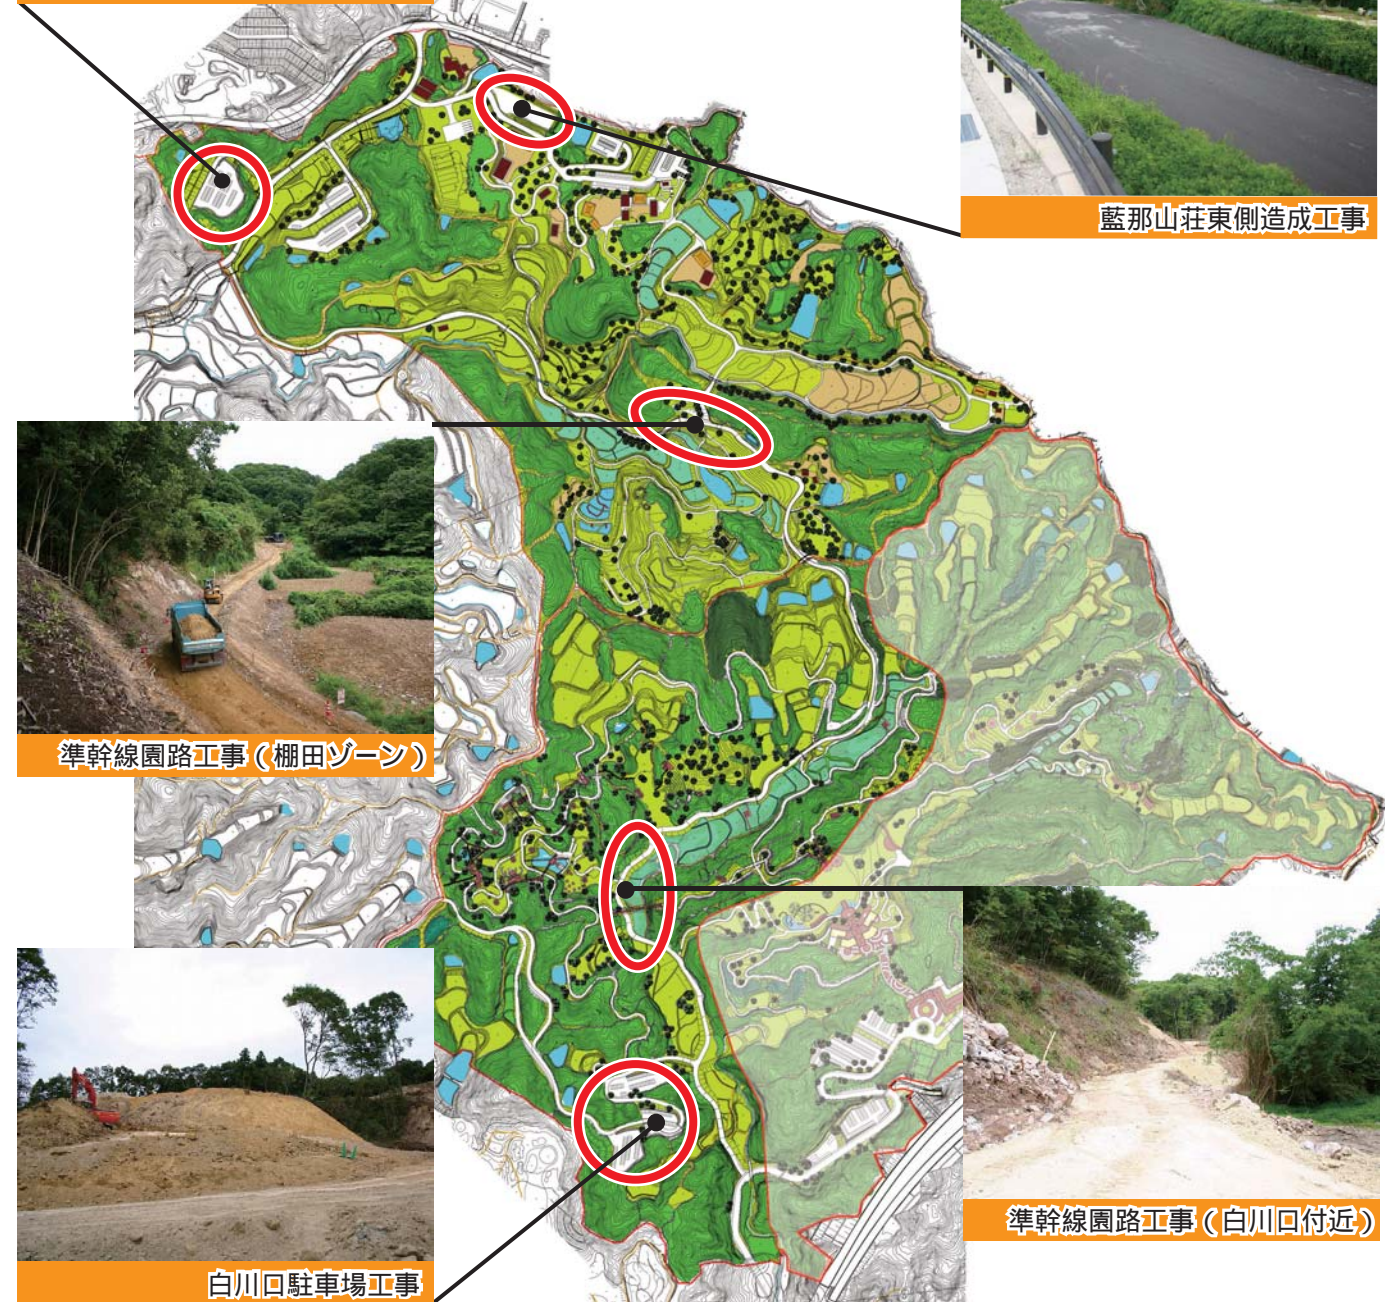 藍那山荘東側造成工事
準幹線園路工事（棚田ゾーン）
準幹線園路工事（白川口付近）
白川口駐車場工事